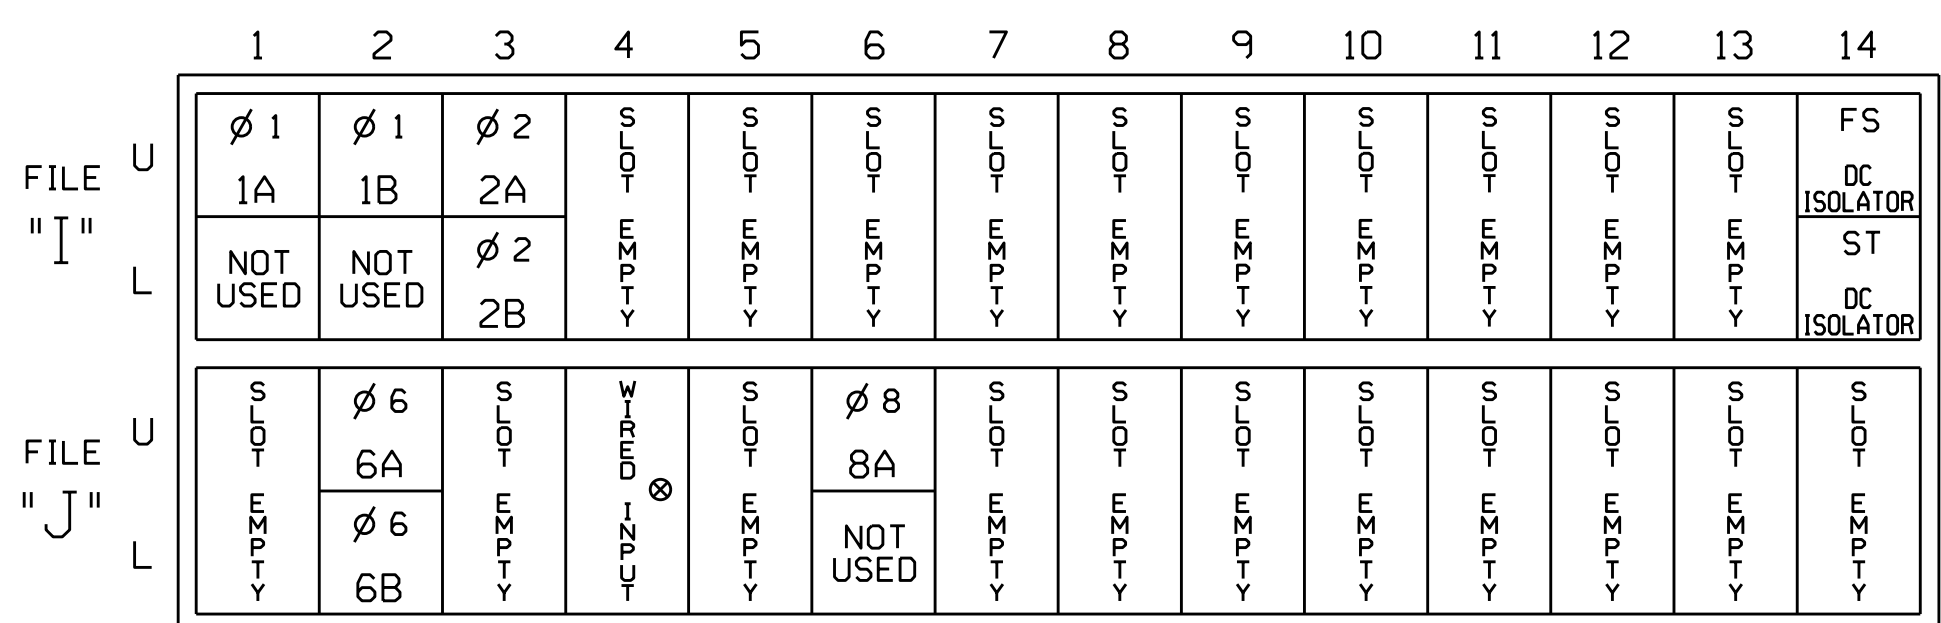 1 2 3 4 5 6 7 8 9 10 11 12 13 14
FILE "I"
U
L
Ø 1
1A
NOT
USED
Ø 1
1B
NOT
USED
Ø 2
2A
Ø 2
2B
SLOT EMPTY
SLOT EMPTY
SLOT EMPTY
SLOT EMPTY
SLOT EMPTY
SLOT EMPTY
SLOT EMPTY
SLOT EMPTY
SLOT EMPTY
SLOT EMPTY
FS
DC
ISOLATOR
ST
DC
ISOLATOR
FILE "J"
U
L
SLOT EMPTY
Ø 6
6A
Ø 6
6B
SLOT EMPTY
WIRED INPUT ⊗
SLOT EMPTY
Ø 8
8A
NOT
USED
SLOT EMPTY
SLOT EMPTY
SLOT EMPTY
SLOT EMPTY
SLOT EMPTY
SLOT EMPTY
SLOT EMPTY
SLOT EMPTY